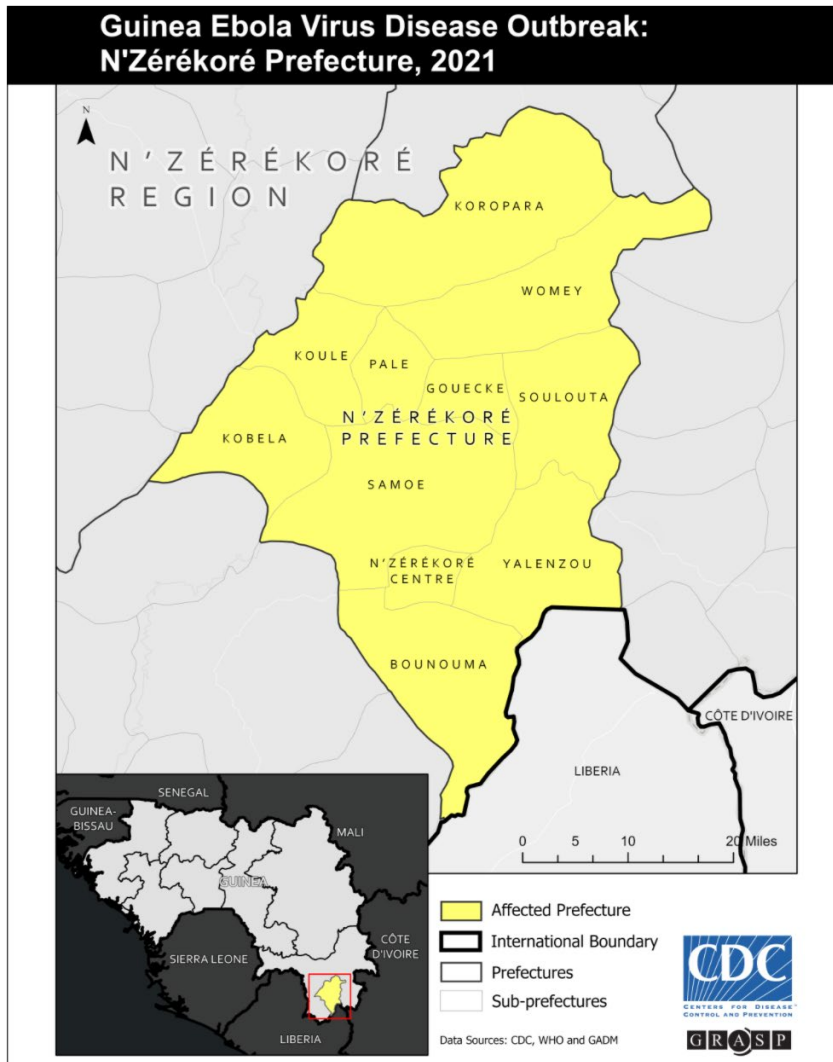 Guinea Ebola Virus Disease Outbreak:
N'Zérékoré Prefecture, 2021
N
N'ZÉRÉKORÉ
REGION
KOROPARA
WOMEY
KOULE
PALE
GOUECKE
SOULOUTA
N'ZÉRÉKORÉ
PREFECTURE
KOBELA
SAMOE
N'ZÉRÉKORÉ
CENTRE
YALENZOU
BOUNOUMA
CÔTE D'IVOIRE
LIBERIA
0 5 10 20 Miles
SENEGAL
GUINEA-
BISSAU
MALI
GUINEA
SIERRA LEONE
CÔTE
D'IVOIRE
LIBERIA
Affected Prefecture
International Boundary
Prefectures
Sub-prefectures
Data Sources: CDC, WHO and GADM
CDC
CENTERS FOR DISEASE
CONTROL AND PREVENTION
GRASP